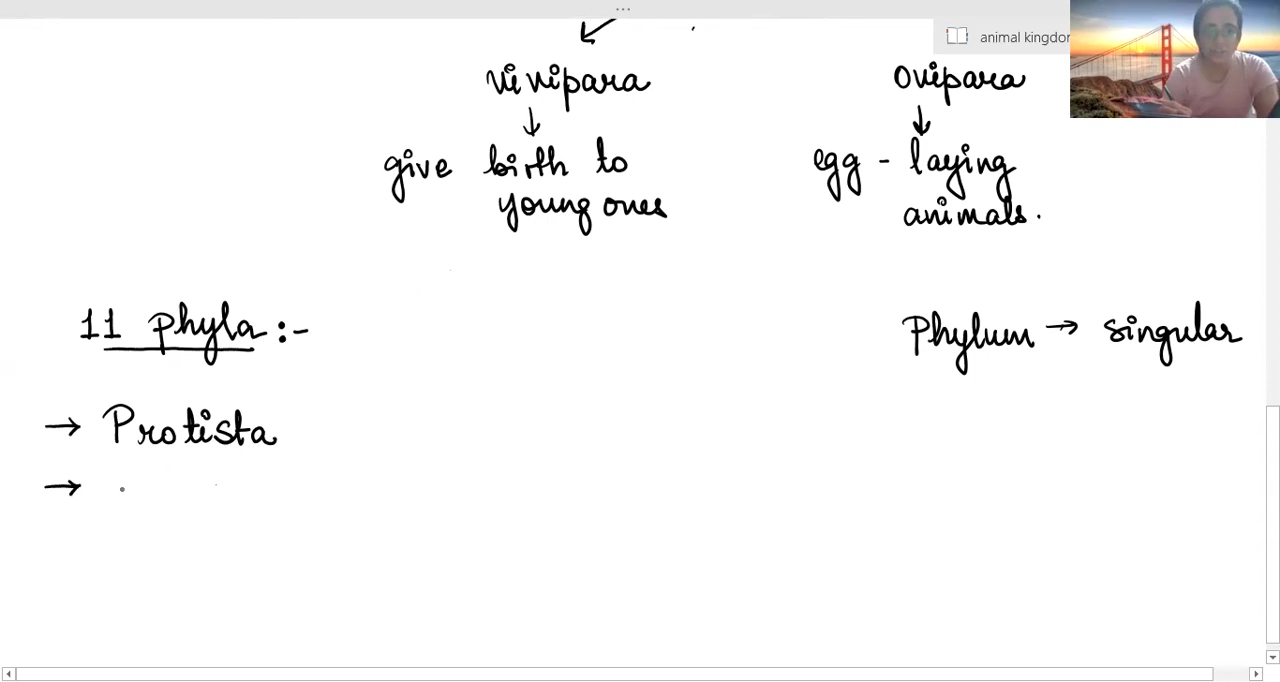 ...
animal kingdom
vivipara
ovipara
↓
↓
give birth to
young ones
egg - laying
animals.
11 Phyla :-
Phylum → singular
→ Protista
→